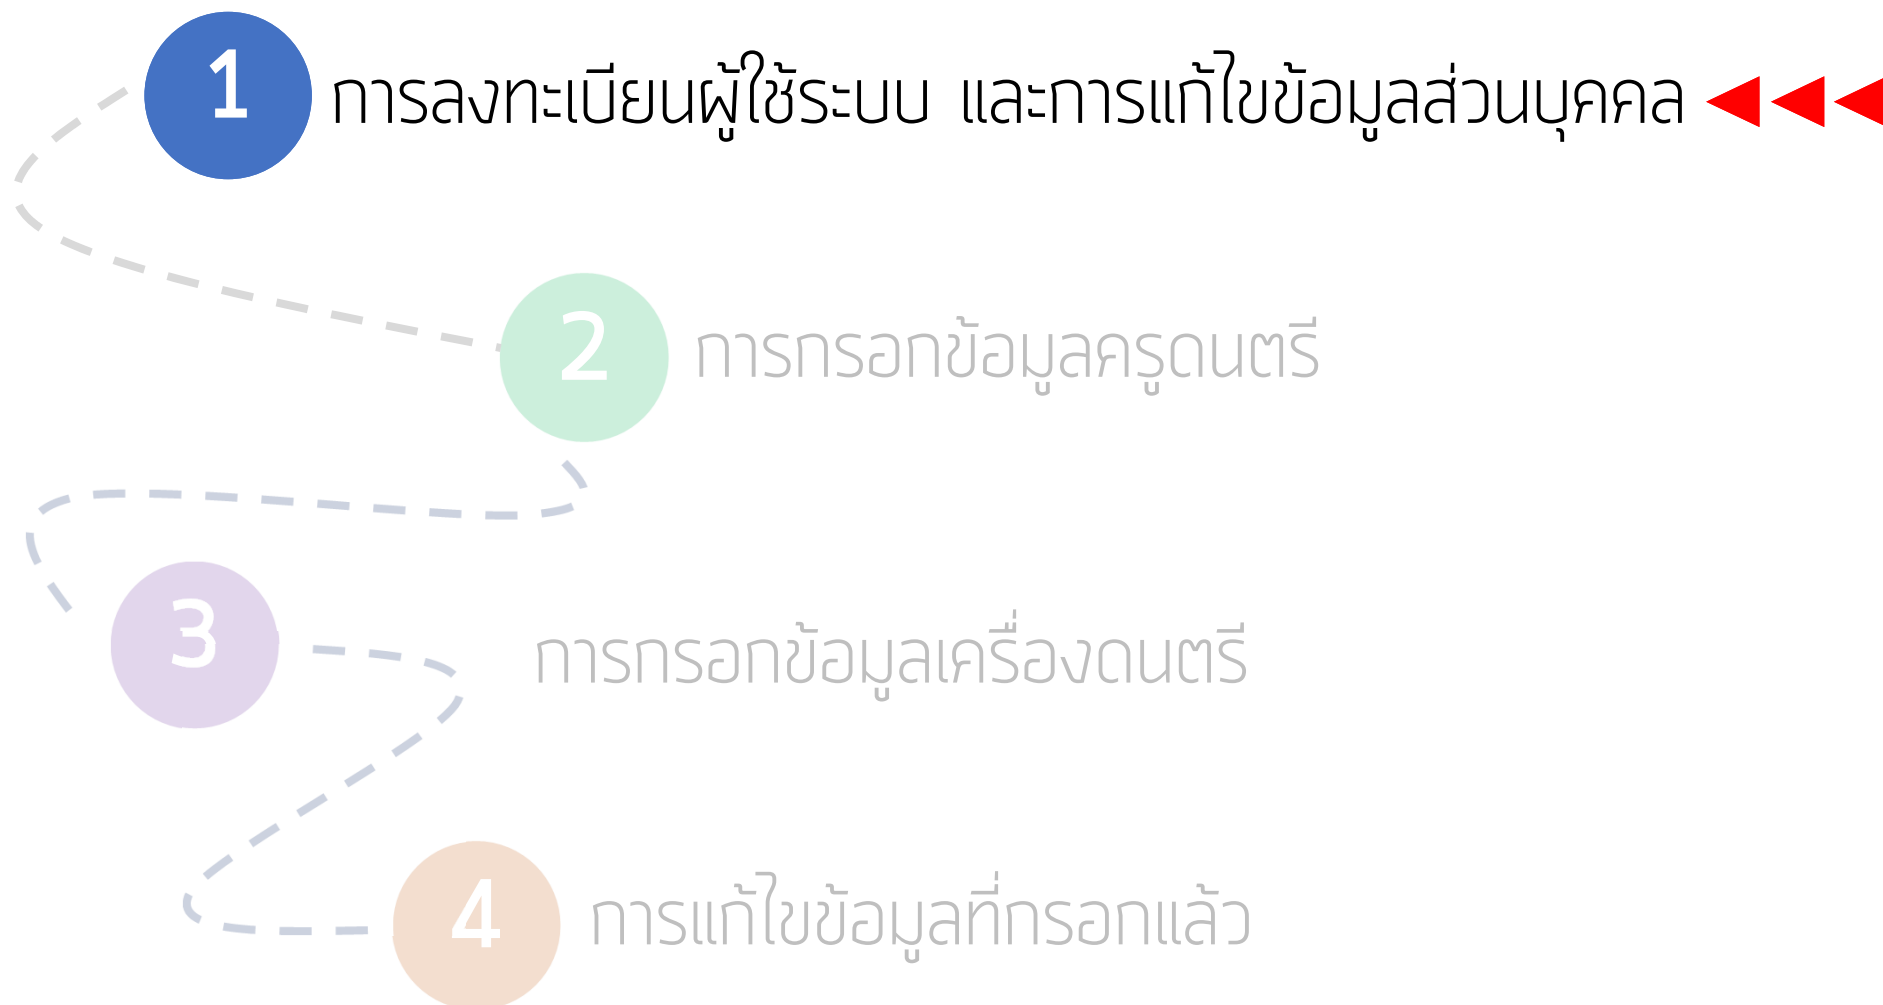 1 การลงทะเบียนผู้ใช้ระบบ และการแก้ไขข้อมูลส่วนบุคคล
2 การกรอกข้อมูลครูดนตรี
3 การกรอกข้อมูลเครื่องดนตรี
4 การแก้ไขข้อมูลที่กรอกแล้ว